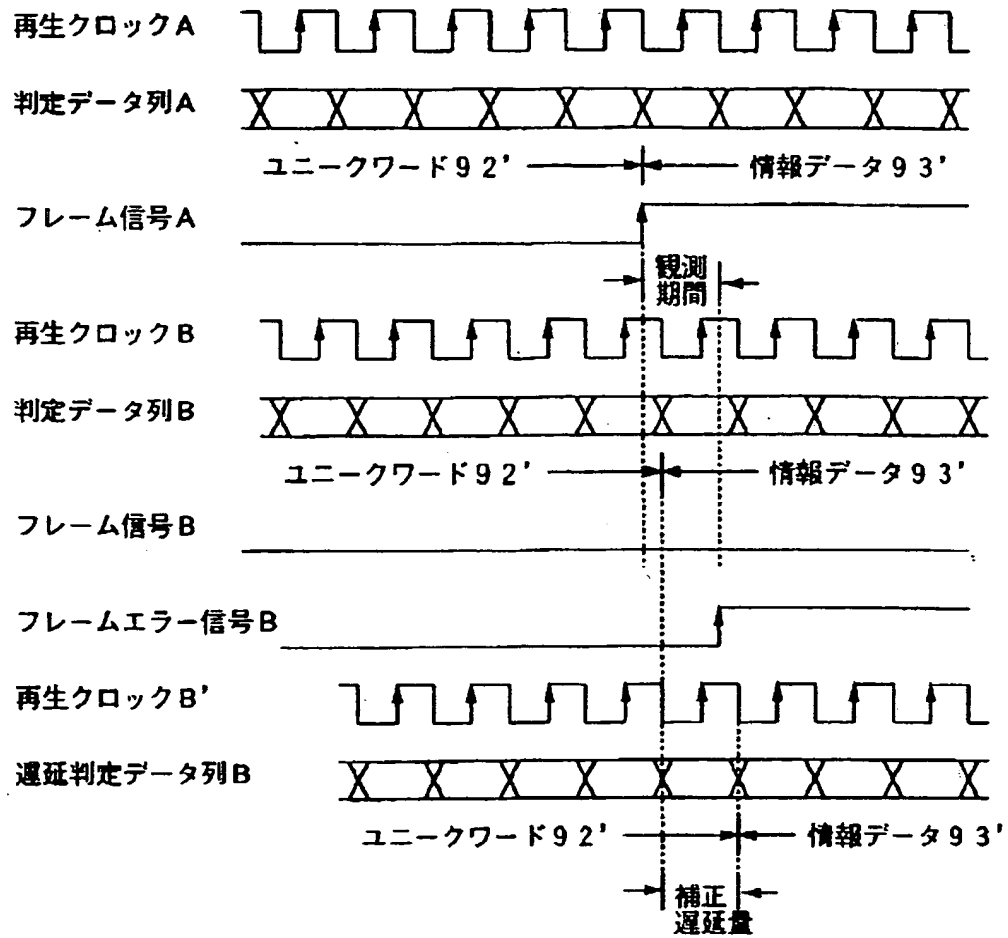 再生クロックA
判定データ列A
ユニークワード92' 情報データ93'
フレーム信号A
観測
期間
再生クロックB
判定データ列B
ユニークワード92' 情報データ93'
フレーム信号B
フレームエラー信号B
再生クロックB'
遅延判定データ列B
ユニークワード92' 情報データ93'
補正
遅延量